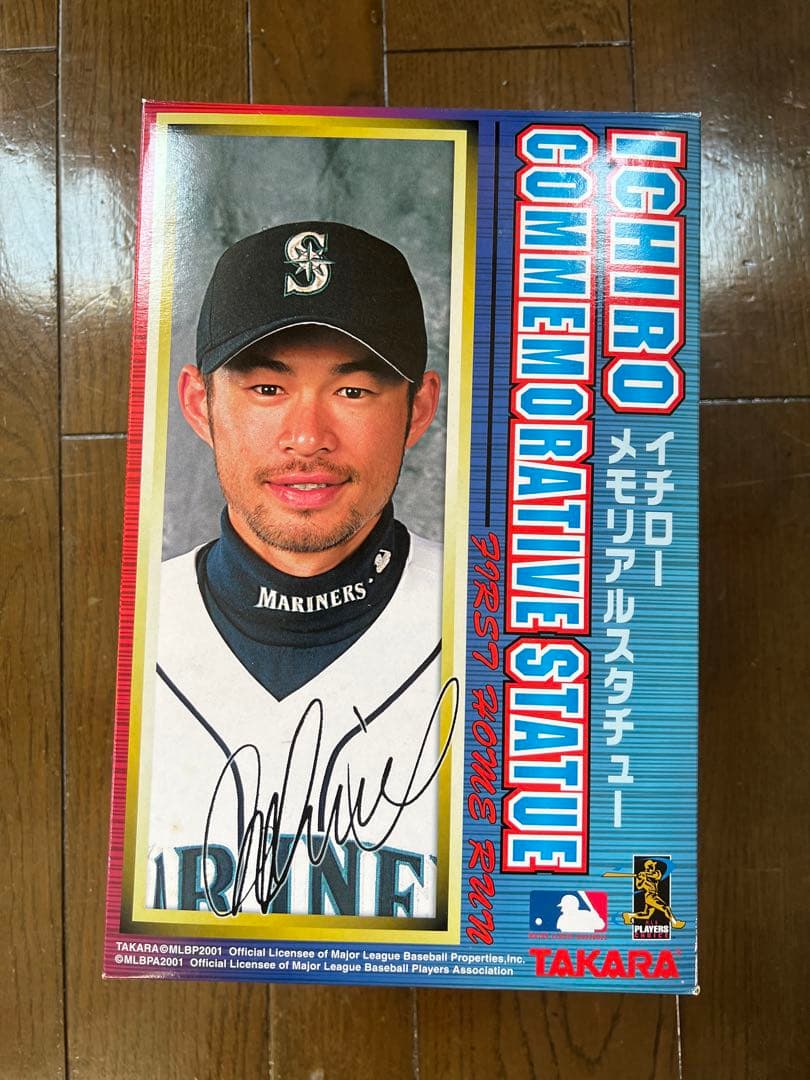 ICHIRO
COMMEMORATIVE STATUE
FIRST HOME RUN
イチロー
メモリアルスタチュー
S
MARINERS
MARINE
PLAYERS
CHOICE
TAKARA
TAKARA©MLBP2001 Official Licensee of Major League Baseball Properties,Inc.
©MLBPA2001 Official Licensee of Major League Baseball Players Association